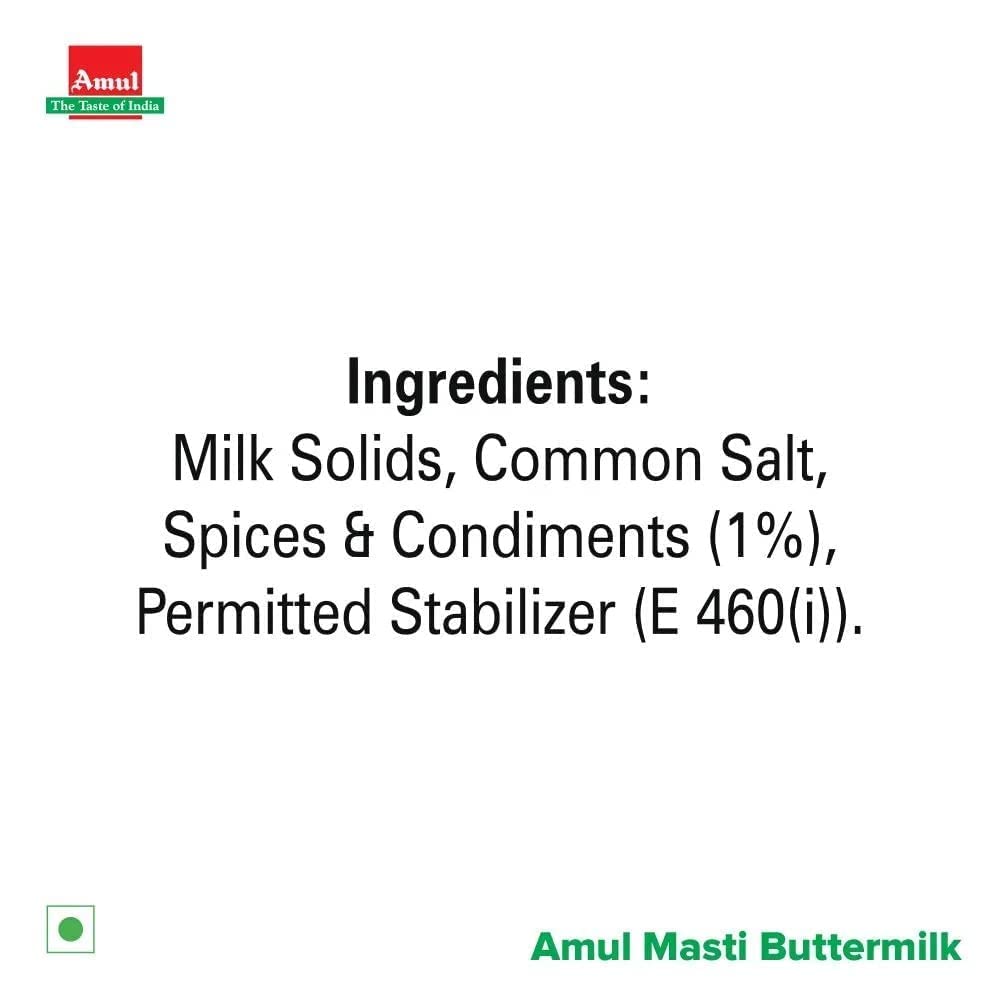 Amul
The Taste of India
Ingredients:
Milk Solids, Common Salt,
Spices & Condiments (1%),
Permitted Stabilizer (E 460(i)).
Amul Masti Buttermilk